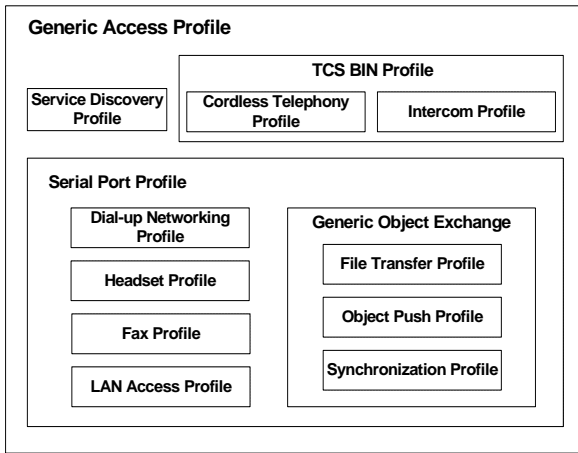 Generic Access Profile
TCS BIN Profile
Service Discovery
Profile
Cordless Telephony
Profile
Intercom Profile
Serial Port Profile
Dial-up Networking
Profile
Headset Profile
Fax Profile
LAN Access Profile
Generic Object Exchange
File Transfer Profile
Object Push Profile
Synchronization Profile